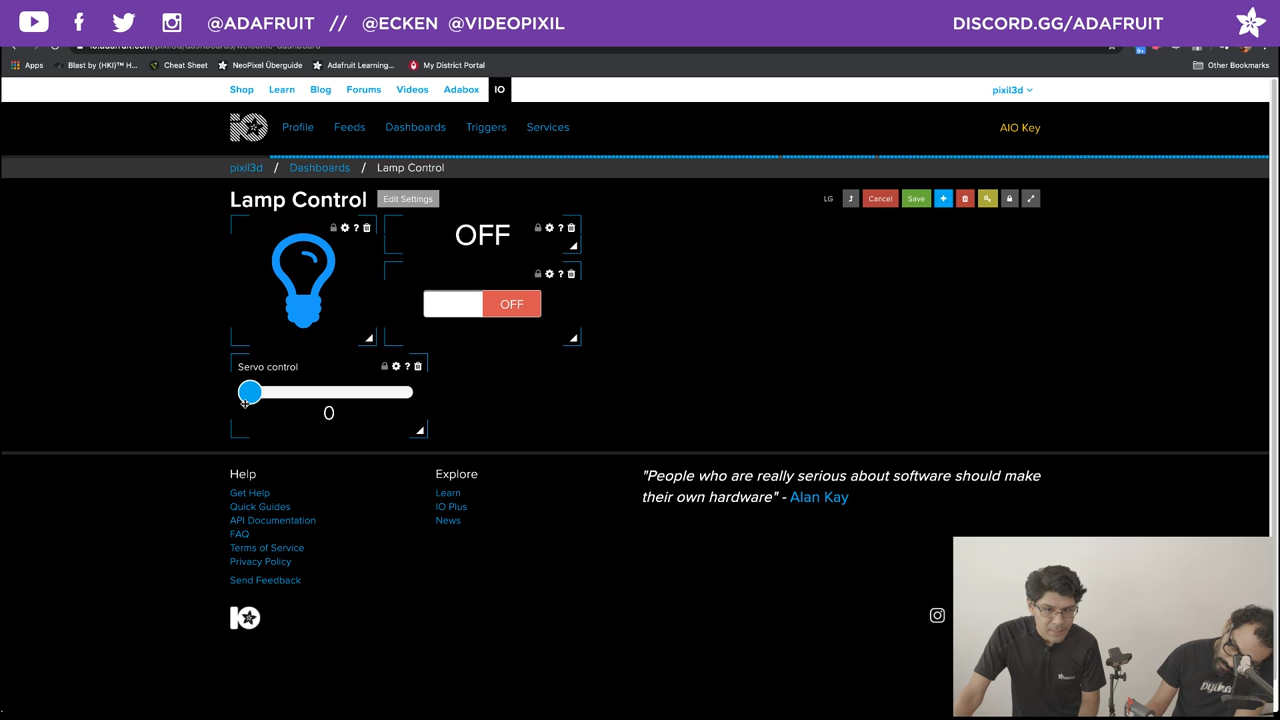 @ADAFRUIT // @ECKEN @VIDEOPIXIL DISCORD.GG/ADAFRUIT
Apps Blast by (HKI)™ H... Cheat Sheet NeoPixel Überguide Adafruit Learning... My District Portal Other Bookmarks
Shop Learn Blog Forums Videos Adabox IO pixil3d
IO Profile Feeds Dashboards Triggers Services AIO Key
pixil3d / Dashboards / Lamp Control
Lamp Control Edit Settings LG Cancel Save
OFF
OFF
Servo control
0
Help Explore
Get Help Learn
Quick Guides IO Plus
API Documentation News
FAQ
Terms of Service
Privacy Policy
Send Feedback
"People who are really serious about software should make
their own hardware" - Alan Kay
IO